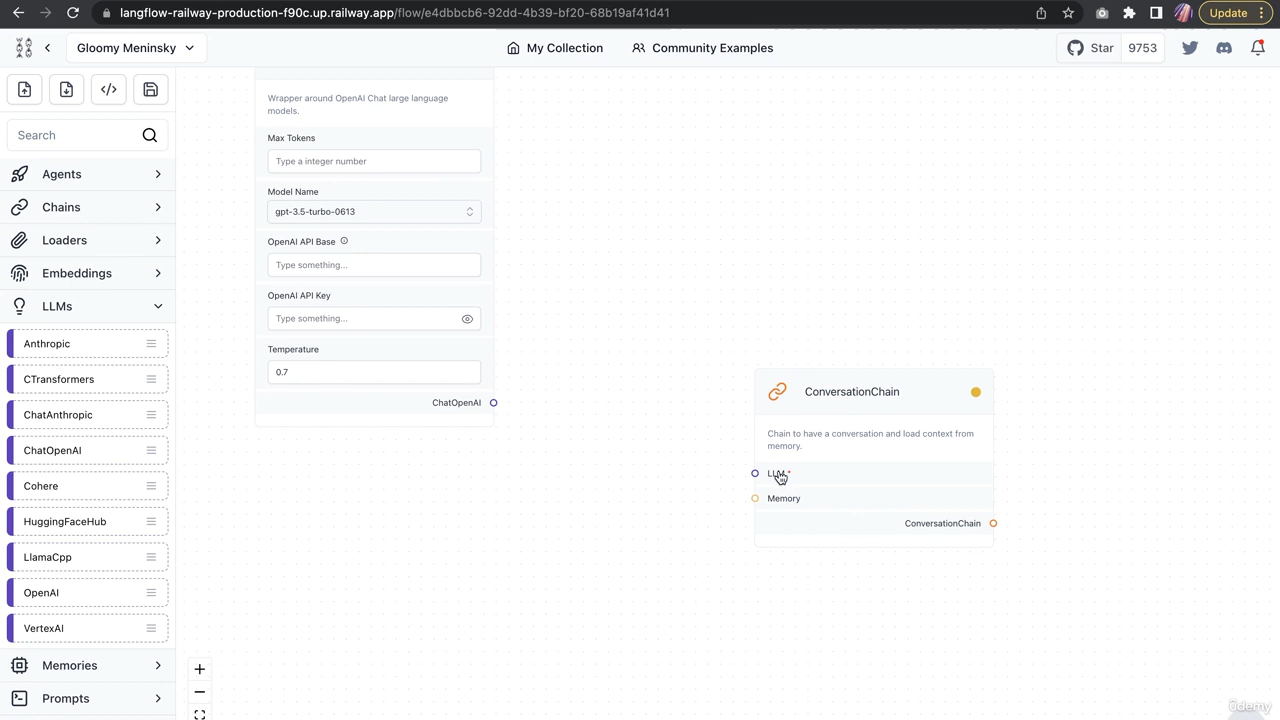 langflow-railway-production-f90c.up.railway.app/flow/e4dbbcb6-92dd-4b39-bf20-68b19af41d41
Update
Gloomy Meninsky
My Collection
Community Examples
Star
9753
Search
Agents
Chains
Loaders
Embeddings
LLMs
Anthropic
CTransformers
ChatAnthropic
ChatOpenAI
Cohere
HuggingFaceHub
LlamaCpp
OpenAI
VertexAI
Memories
Prompts
Wrapper around OpenAI Chat large language
models.
Max Tokens
Type a integer number
Model Name
gpt-3.5-turbo-0613
OpenAI API Base
Type something...
OpenAI API Key
Type something...
Temperature
0.7
ChatOpenAI
ConversationChain
Chain to have a conversation and load context from
memory.
LLM *
Memory
ConversationChain
ûdemy